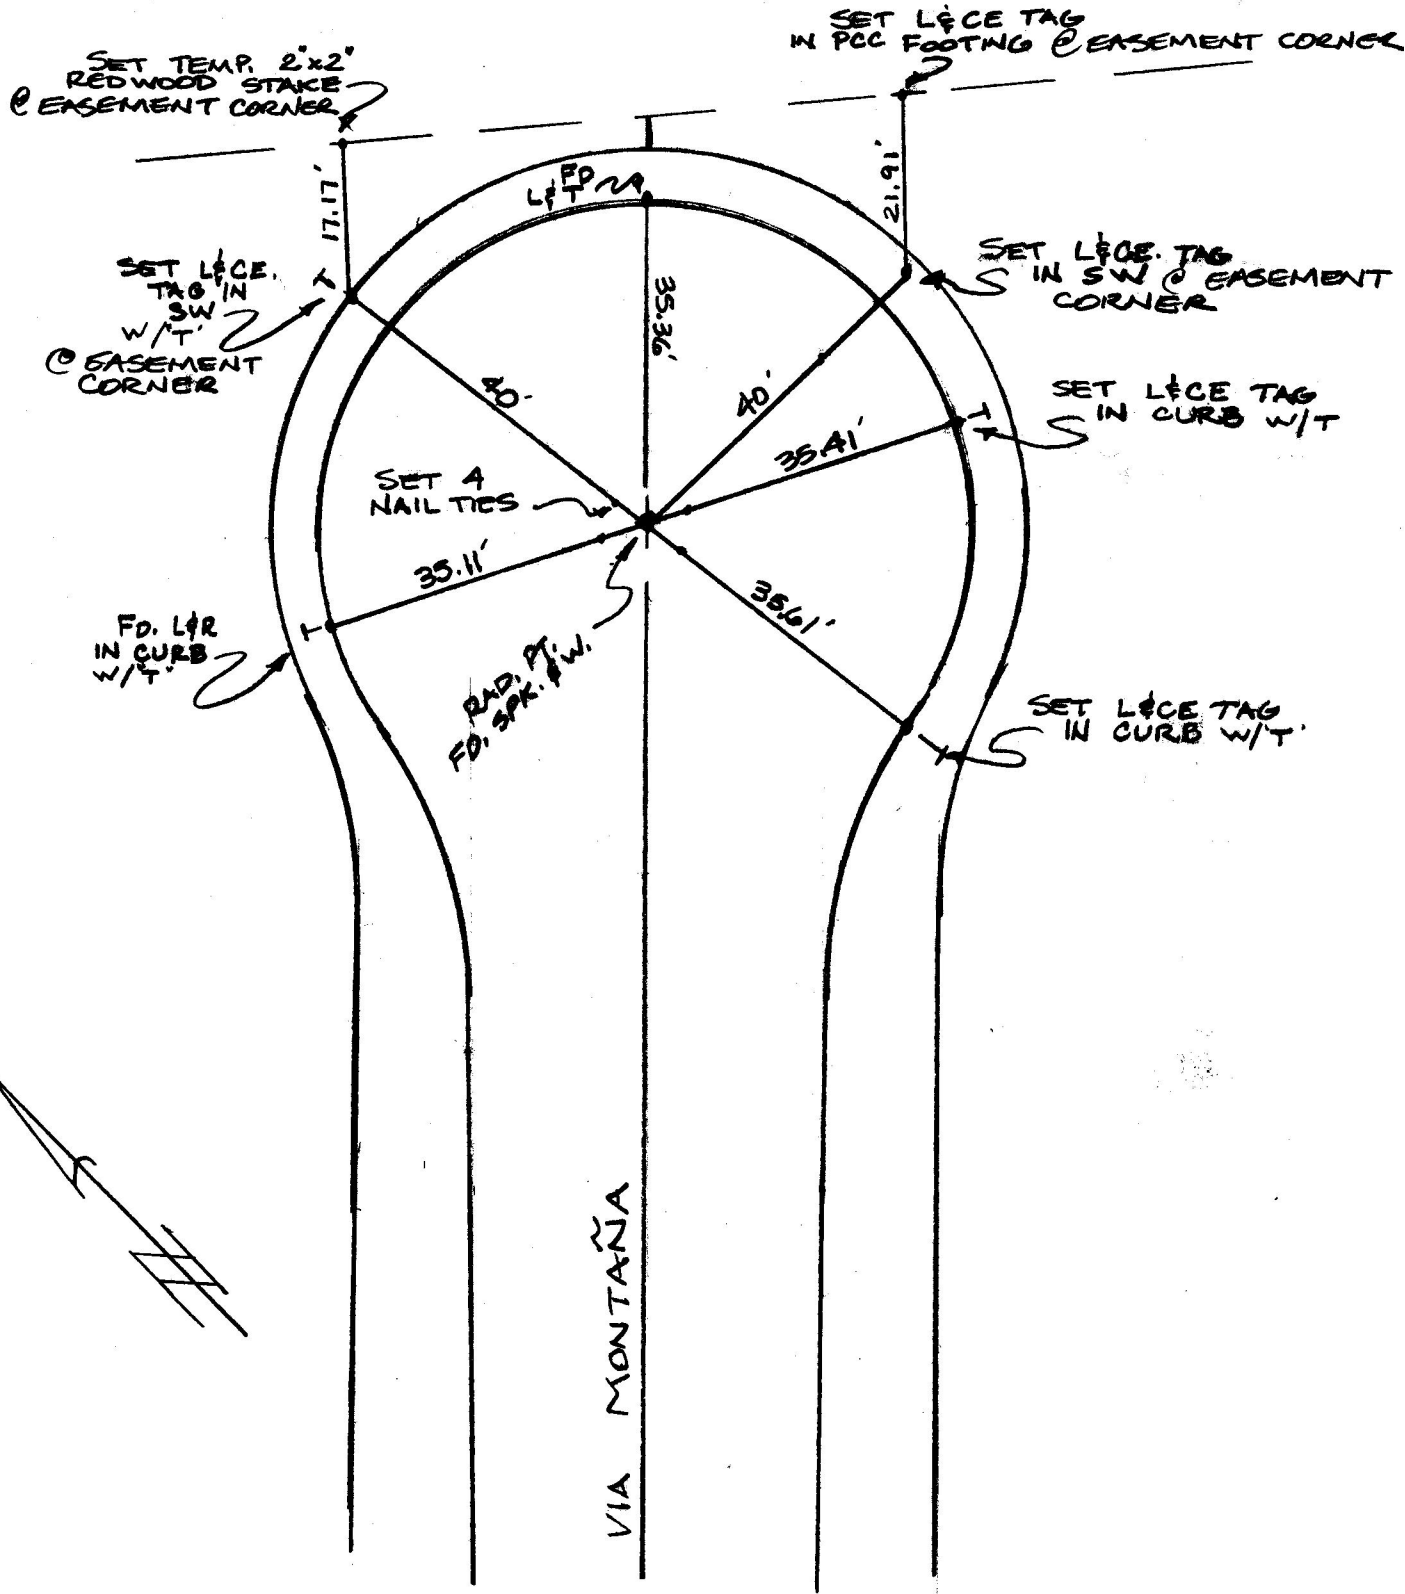 SET L&CE TAG
IN PCC FOOTING @ EASEMENT CORNER
SET TEMP. 2"x2"
REDWOOD STAKE
@ EASEMENT CORNER
17.17'
21.91'
FD
L&T
SET L&CE.
TAG IN
SW
W/'T'
@ EASEMENT
CORNER
SET L&CE. TAG
IN SW @ EASEMENT
CORNER
35.36'
40'
40'
SET L&CE TAG
IN CURB W/T
35.41'
SET 4
NAIL TIES
35.11'
35.61'
FD. L&R
IN CURB
W/"T"
RAD. PT.
FD. SPK. & W.
SET L&CE TAG
IN CURB W/T'
VIA MONTAÑA